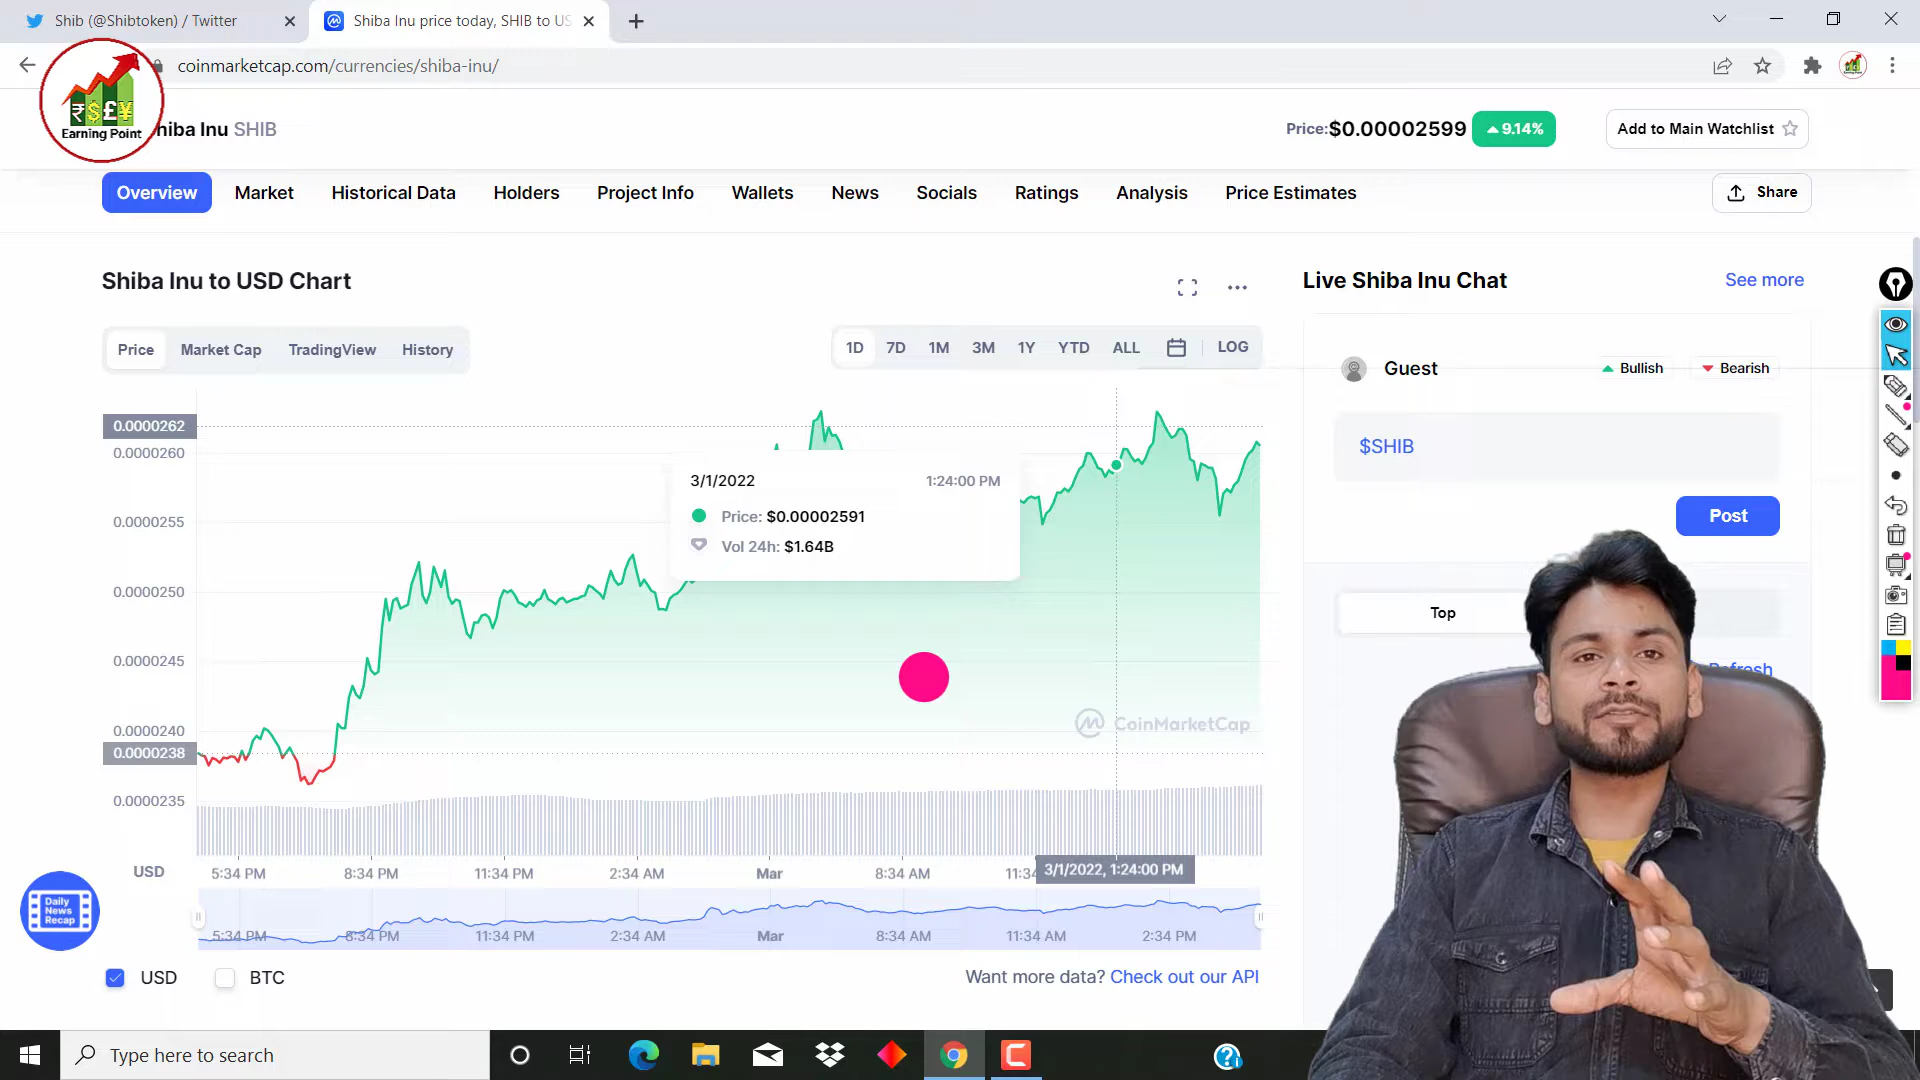 Shib (@Shibtoken) / Twitter
Shiba Inu price today, SHIB to US
coinmarketcap.com/currencies/shiba-inu/
₹$£¥
Earning Point
hiba Inu SHIB
Price:$0.00002599
9.14%
Add to Main Watchlist
Overview
Market
Historical Data
Holders
Project Info
Wallets
News
Socials
Ratings
Analysis
Price Estimates
Share
Shiba Inu to USD Chart
Live Shiba Inu Chat
See more
Price
Market Cap
TradingView
History
1D
7D
1M
3M
1Y
YTD
ALL
LOG
Guest
Bullish
Bearish
$SHIB
Post
Top
Refresh
0.0000262
0.0000260
0.0000255
0.0000250
0.0000245
0.0000240
0.0000238
0.0000235
3/1/2022
1:24:00 PM
Price: $0.00002591
Vol 24h: $1.64B
CoinMarketCap
USD
5:34 PM
8:34 PM
11:34 PM
2:34 AM
Mar
8:34 AM
11:34
3/1/2022, 1:24:00 PM
Daily
News
Recap
5:34 PM
8:34 PM
11:34 PM
2:34 AM
Mar
8:34 AM
11:34 AM
2:34 PM
USD
BTC
Want more data? Check out our API
Type here to search